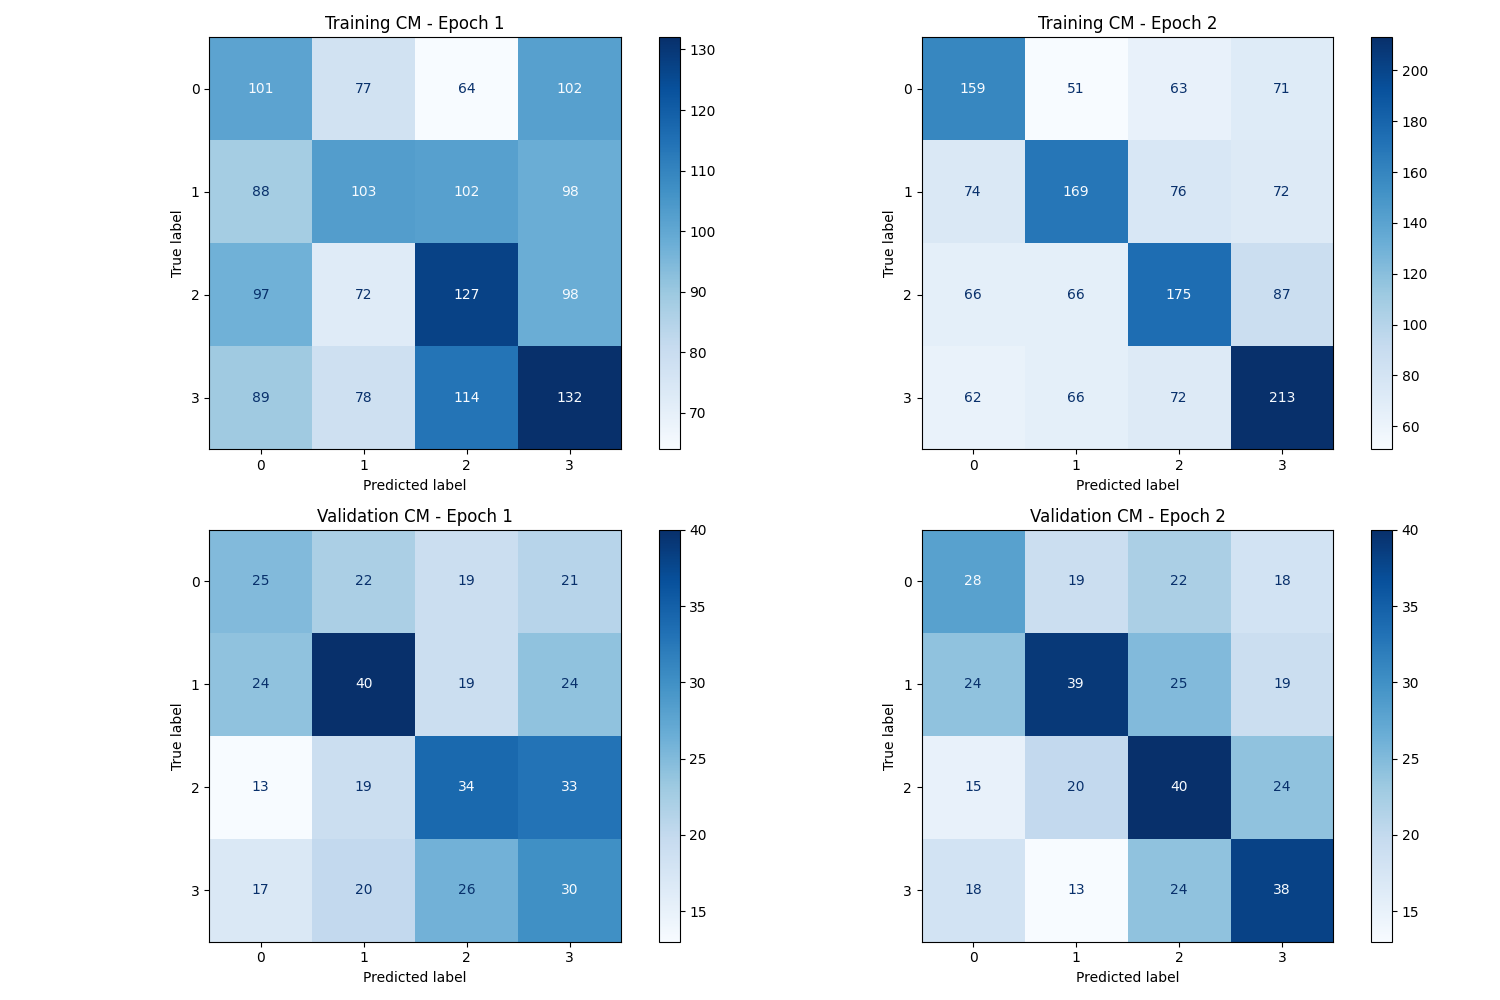 Training CM - Epoch 1
0 101 77 64 102
1 88 103 102 98
2 97 72 127 98
3 89 78 114 132
0 1 2 3
True label
Predicted label
130
120
110
100
90
80
70
Training CM - Epoch 2
0 159 51 63 71
1 74 169 76 72
2 66 66 175 87
3 62 66 72 213
0 1 2 3
True label
Predicted label
200
180
160
140
120
100
80
60
Validation CM - Epoch 1
0 25 22 19 21
1 24 40 19 24
2 13 19 34 33
3 17 20 26 30
0 1 2 3
True label
Predicted label
40
35
30
25
20
15
Validation CM - Epoch 2
0 28 19 22 18
1 24 39 25 19
2 15 20 40 24
3 18 13 24 38
0 1 2 3
True label
Predicted label
40
35
30
25
20
15